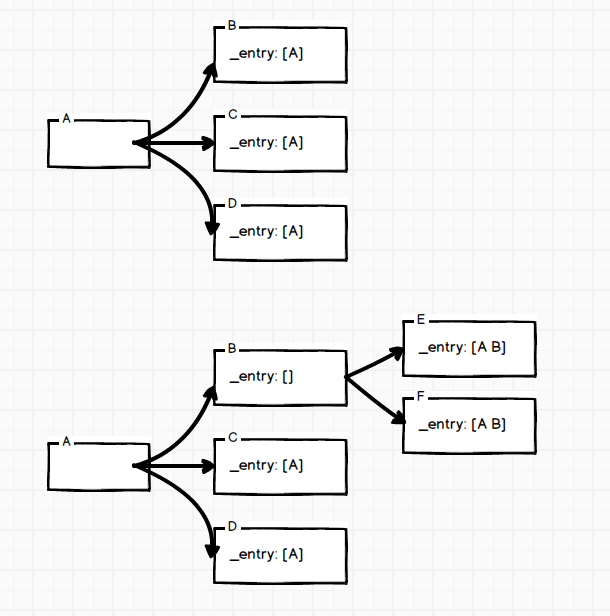 B
_entry: [A]
A
C
_entry: [A]
D
_entry: [A]
E
_entry: [A B]
B
_entry: []
F
_entry: [A B]
A
C
_entry: [A]
D
_entry: [A]